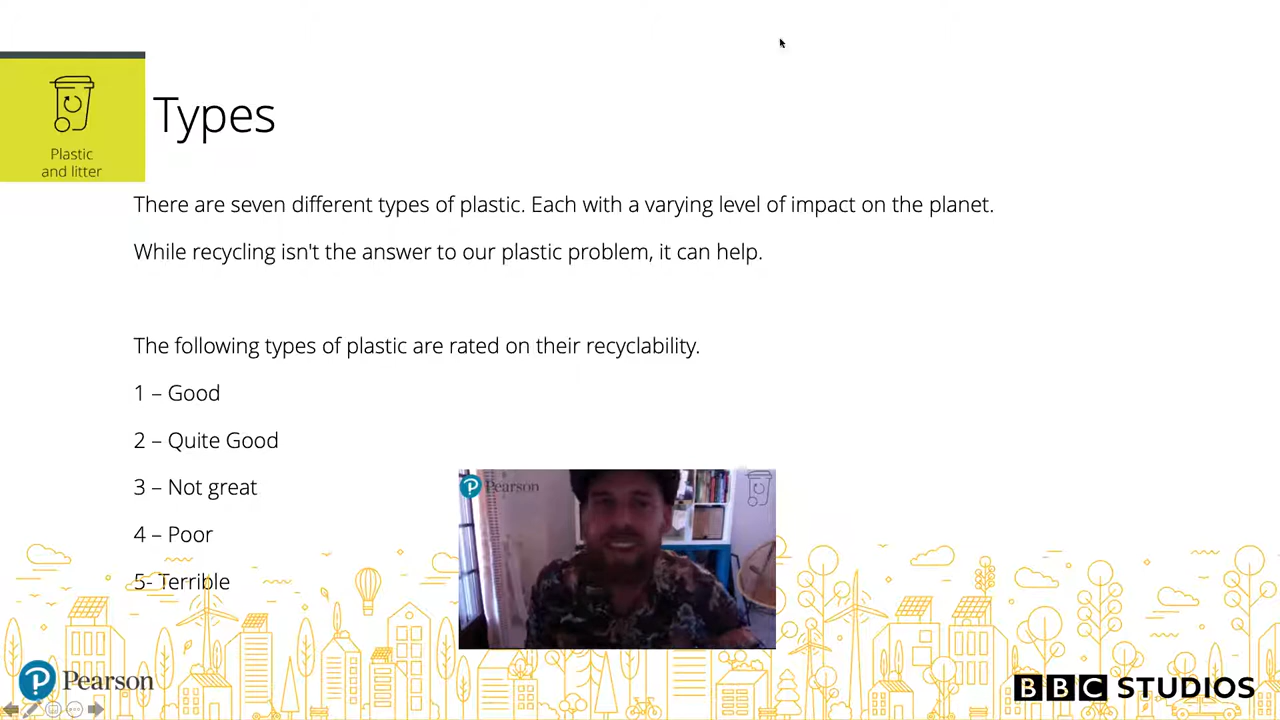 Plastic
and litter
Types
There are seven different types of plastic. Each with a varying level of impact on the planet.
While recycling isn't the answer to our plastic problem, it can help.
The following types of plastic are rated on their recyclability.
1 – Good
2 – Quite Good
3 – Not great
4 – Poor
5- Terrible
Pearson
Pearson
BBC STUDIOS